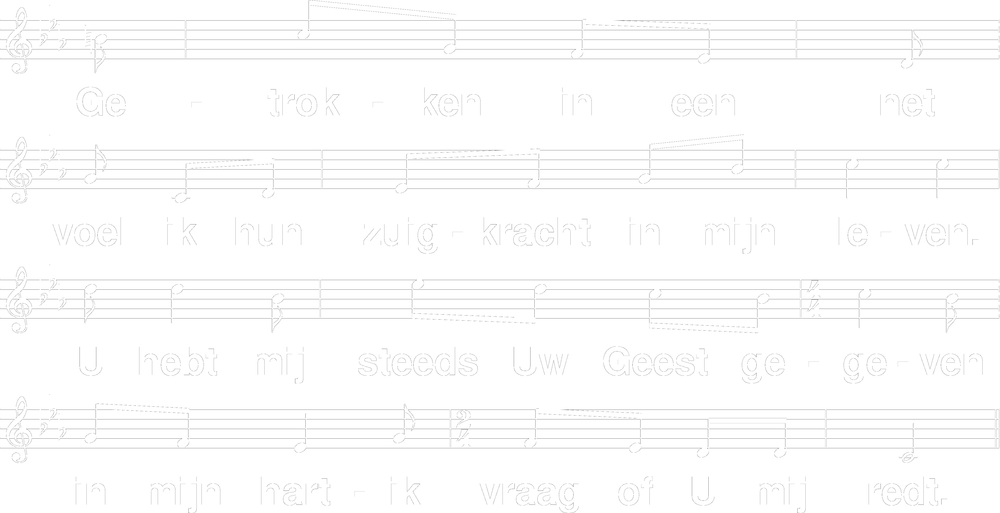 Ge - trok - ken in een net
voel ik hun zuig - kracht in mijn le - ven.
U hebt mij steeds Uw Geest ge - ge - ven
in mijn hart - ik vraag of U mij redt.